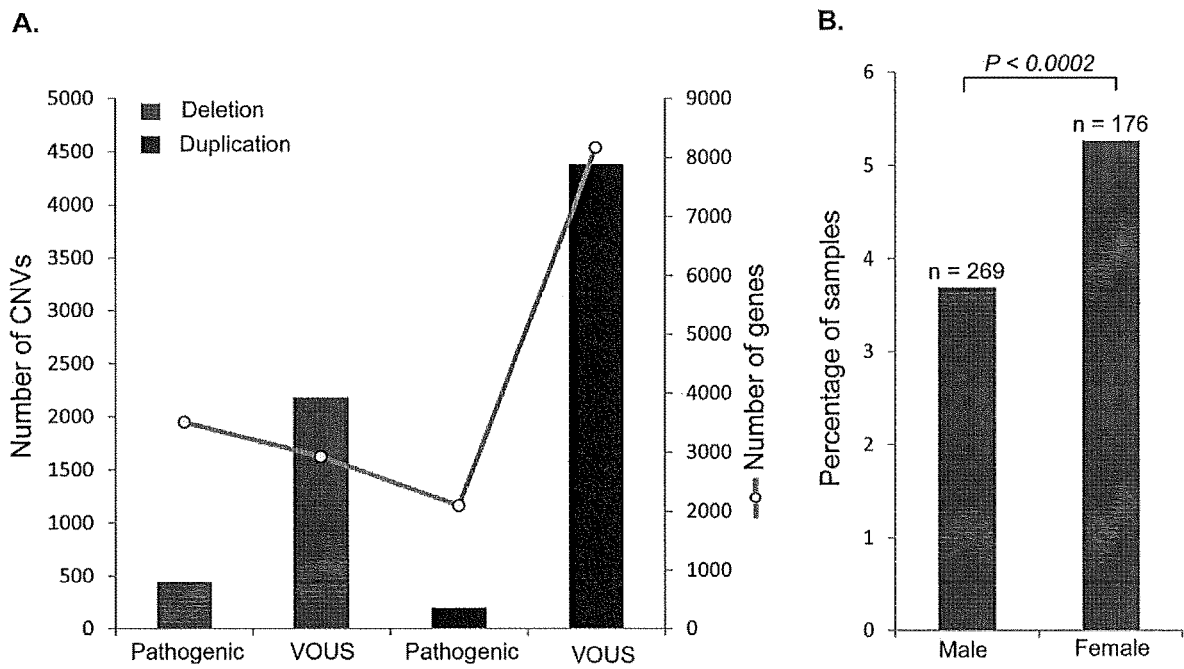 A.
Deletion
Duplication
5000
4500
4000
3500
3000
2500
2000
1500
1000
500
0
Number of CNVs
9000
8000
7000
6000
5000
4000
3000
2000
1000
0
Number of genes
Pathogenic
VOUS
Pathogenic
VOUS
B.
P < 0.0002
n = 269
n = 176
6
5
4
3
2
1
0
Percentage of samples
Male
Female